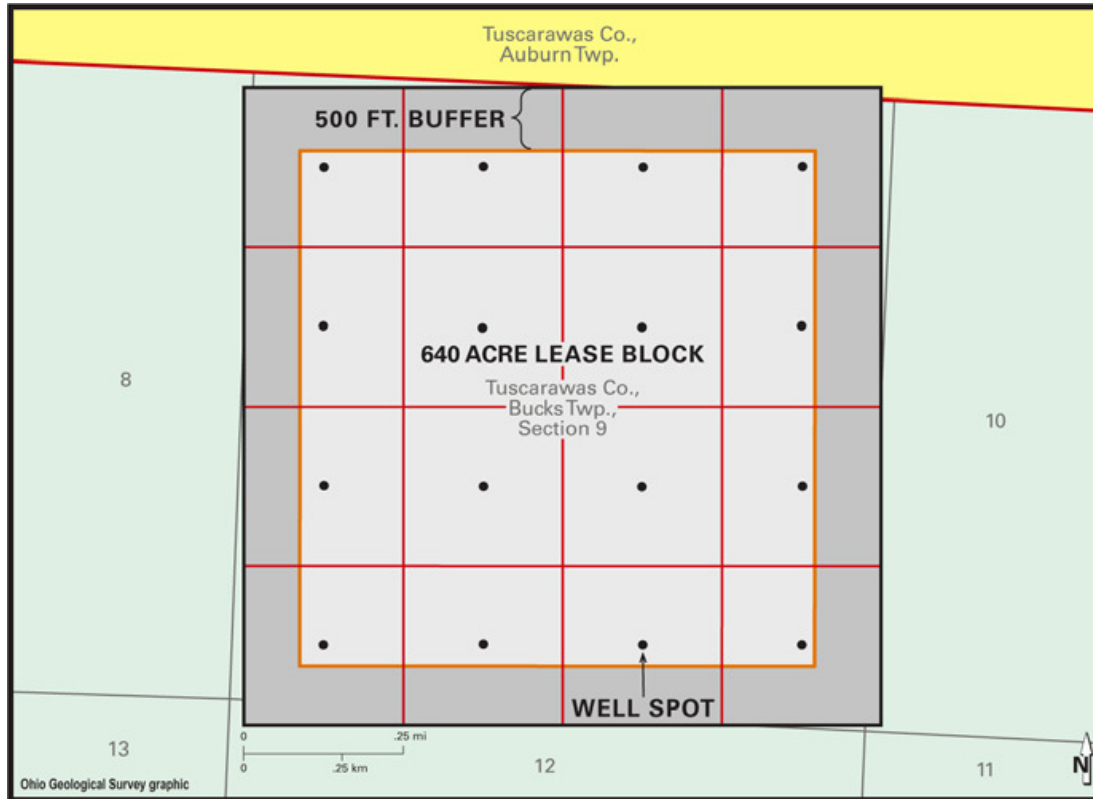 Tuscarawas Co.,
Auburn Twp.
500 FT. BUFFER
640 ACRE LEASE BLOCK
Tuscarawas Co.,
Bucks Twp.,
Section 9
8
10
WELL SPOT
0
.25 mi
0
.25 km
13
12
11
N
Ohio Geological Survey graphic